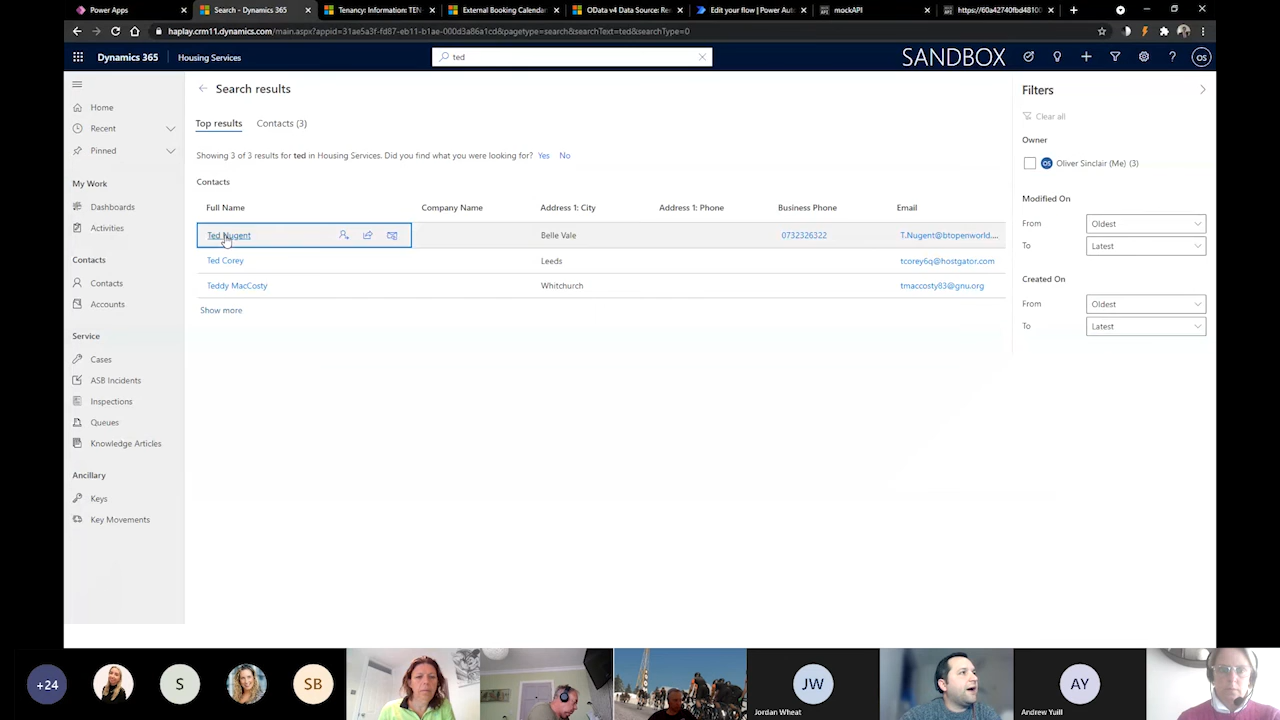 Power Apps
Search - Dynamics 365
Tenancy: Information: TEN-
External Booking Calendar
OData v4 Data Source: Rev
Edit your flow | Power Auto
mockAPI
haplay.crm11.dynamics.com/main.aspx?appid=31ae5a3f-fd87-eb11-b1ae-000d3a86a1cd&pagetype=search&searchText=ted&searchType=0
Dynamics 365
Housing Services
ted
SANDBOX
OS
Home
Recent
Pinned
My Work
Dashboards
Activities
Contacts
Contacts
Accounts
Service
Cases
ASB Incidents
Inspections
Queues
Knowledge Articles
Ancillary
Keys
Key Movements
Search results
Top results
Contacts (3)
Showing 3 of 3 results for ted in Housing Services. Did you find what you were looking for? Yes No
Contacts
Full Name Company Name Address 1: City Address 1: Phone Business Phone Email
Ted Nugent Belle Vale 0732326322 T.Nugent@btopenworld....
Ted Corey Leeds tcorey6q@hostgator.com
Teddy MacCosty Whitchurch tmaccosty83@gnu.org
Show more
Filters
Clear all
Owner
OS Oliver Sinclair (Me) (3)
Modified On
From Oldest
To Latest
Created On
From Oldest
To Latest
+24
S
SB
JW
Jordan Wheat
AY
Andrew Yuill